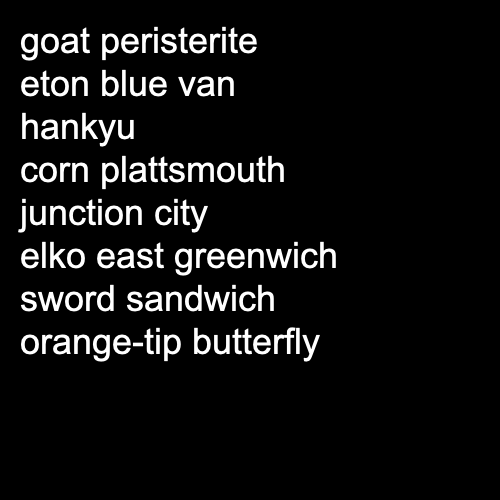 goat peristerite
eton blue van
hankyu
corn plattsmouth
junction city
elko east greenwich
sword sandwich
orange-tip butterfly